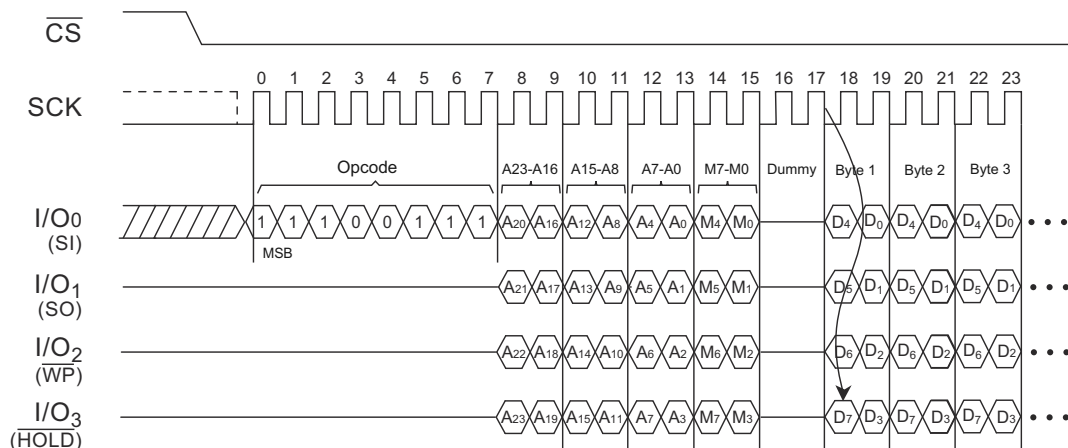 CS
0 1 2 3 4 5 6 7 8 9 10 11 12 13 14 15 16 17 18 19 20 21 22 23
SCK
Opcode A23-A16 A15-A8 A7-A0 M7-M0 Dummy Byte 1 Byte 2 Byte 3
I/O0 1 1 1 0 0 1 1 1 A20 A16 A12 A8 A4 A0 M4 M0 D4 D0 D4 D0 D4 D0 • • •
(SI)
MSB
I/O1 A21 A17 A13 A9 A5 A1 M5 M1 D5 D1 D5 D1 D5 D1 • • •
(SO)
I/O2 A22 A18 A14 A10 A6 A2 M6 M2 D6 D2 D6 D2 D6 D2 • • •
(WP)
I/O3 A23 A19 A15 A11 A7 A3 M7 M3 D7 D3 D7 D3 D7 D3 • • •
(HOLD)